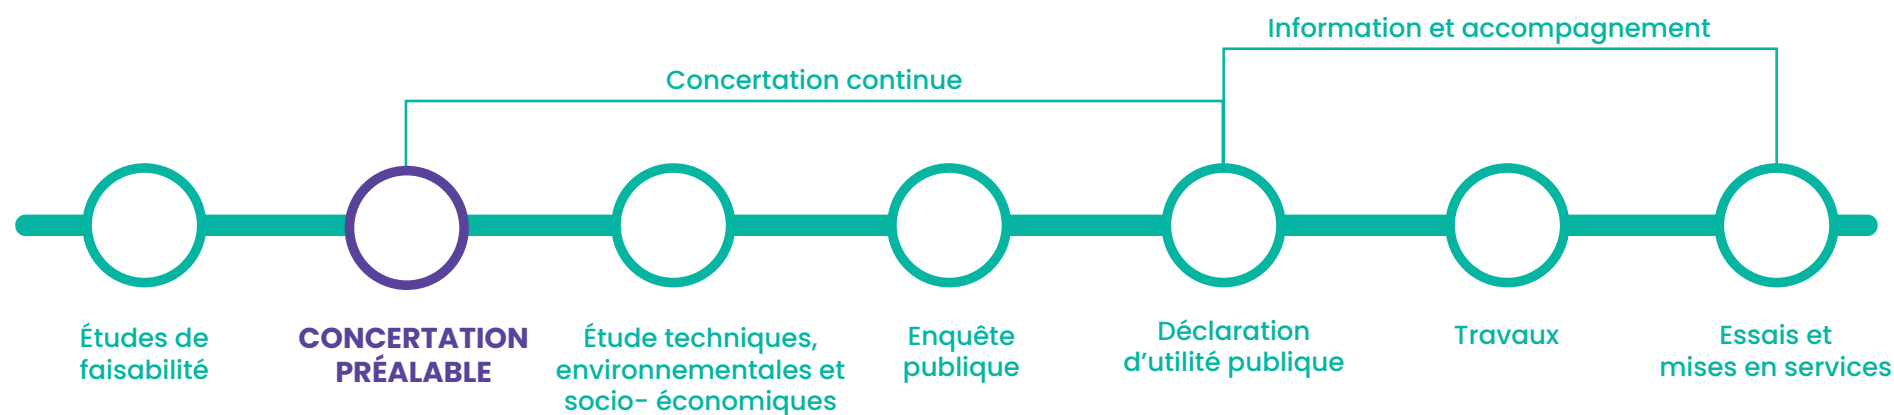 Information et accompagnement
Concertation continue
Études de
faisabilité
CONCERTATION
PRÉALABLE
Étude techniques,
environnementales et
socio- économiques
Enquête
publique
Déclaration
d'utilité publique
Travaux
Essais et
mises en services